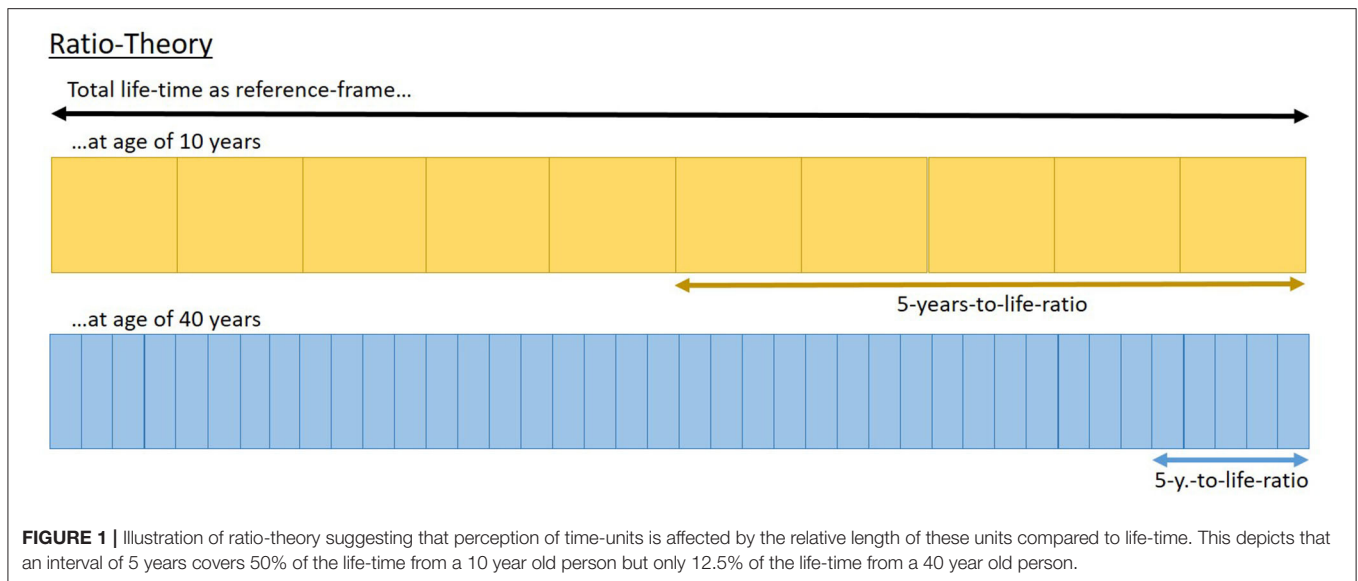 Ratio-Theory
Total life-time as reference-frame...
...at age of 10 years
5-years-to-life-ratio
...at age of 40 years
5-y.-to-life-ratio
FIGURE 1 | Illustration of ratio-theory suggesting that perception of time-units is affected by the relative length of these units compared to life-time. This depicts that
an interval of 5 years covers 50% of the life-time from a 10 year old person but only 12.5% of the life-time from a 40 year old person.